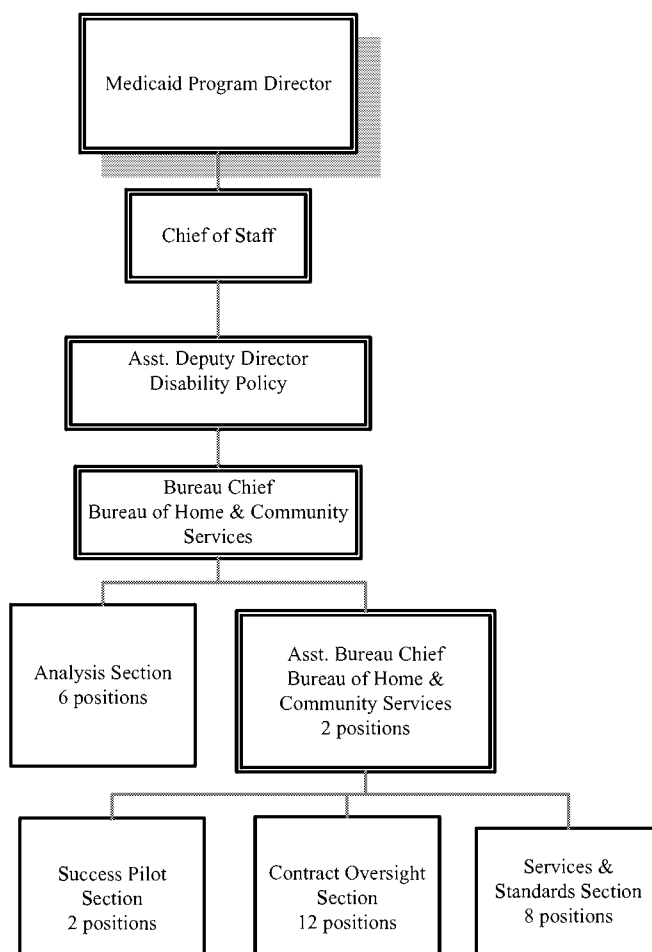 Medicaid Program Director
Chief of Staff
Asst. Deputy Director
Disability Policy
Bureau Chief
Bureau of Home & Community
Services
Analysis Section
6 positions
Asst. Bureau Chief
Bureau of Home &
Community Services
2 positions
Success Pilot
Section
2 positions
Contract Oversight
Section
12 positions
Services &
Standards Section
8 positions